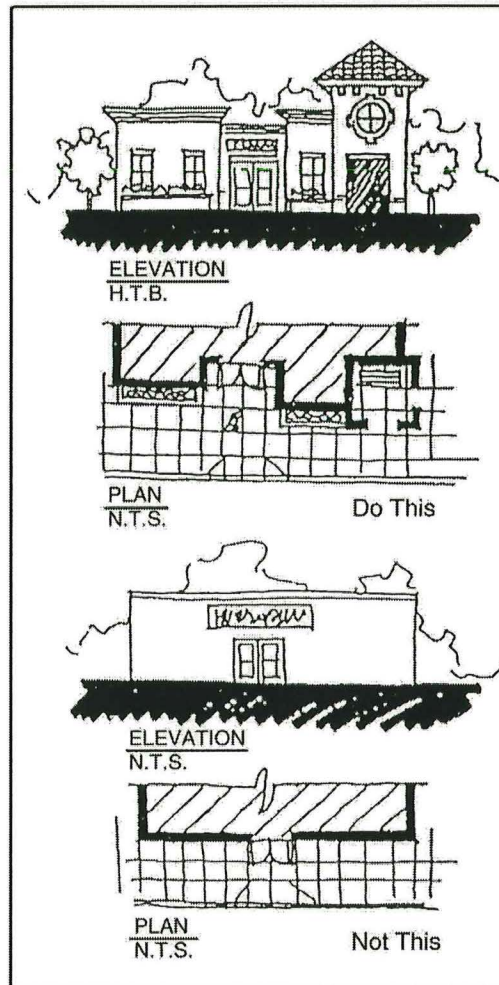 ELEVATION
H.T.B.
PLAN
N.T.S.
Do This
ELEVATION
N.T.S.
PLAN
N.T.S.
Not This